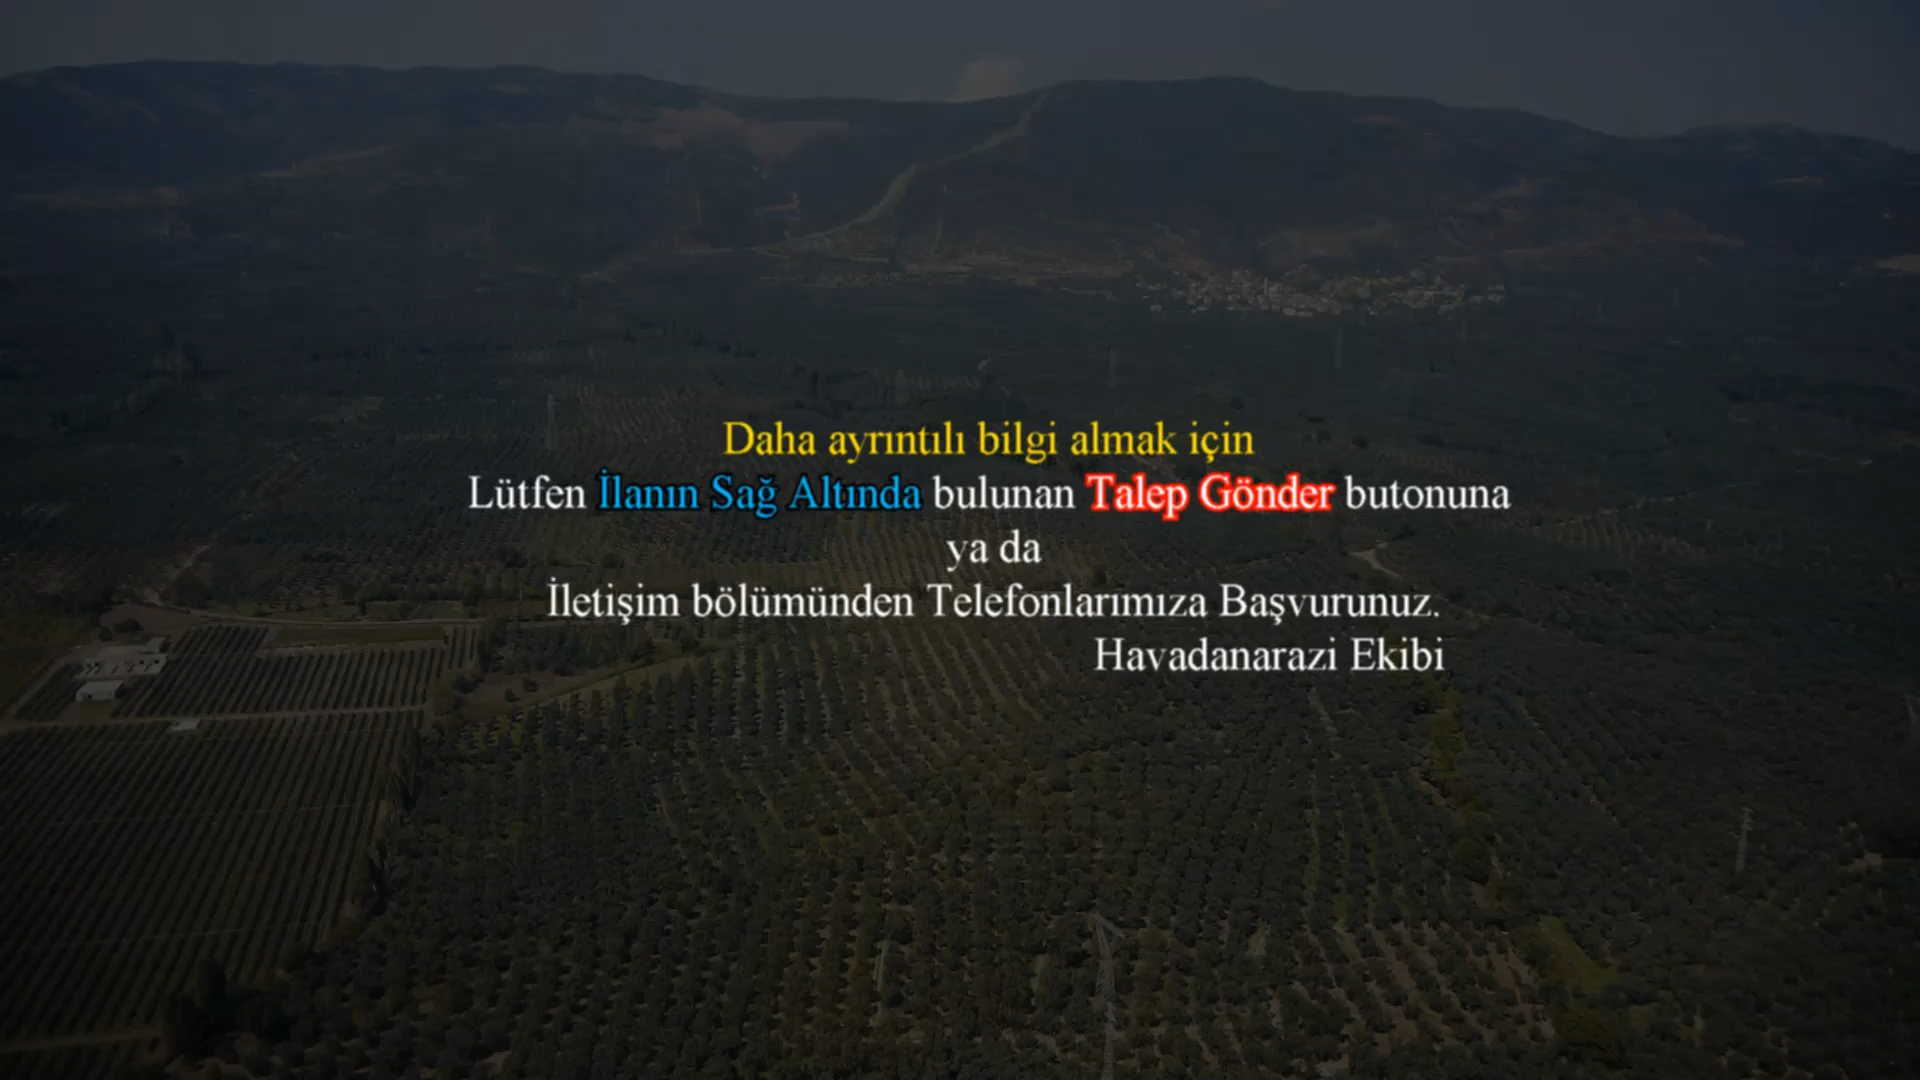 Daha ayrıntılı bilgi almak için
Lütfen İlanın Sağ Altında bulunan Talep Gönder butonuna
ya da
İletişim bölümünden Telefonlarımıza Başvurunuz.
Havadanarazi Ekibi